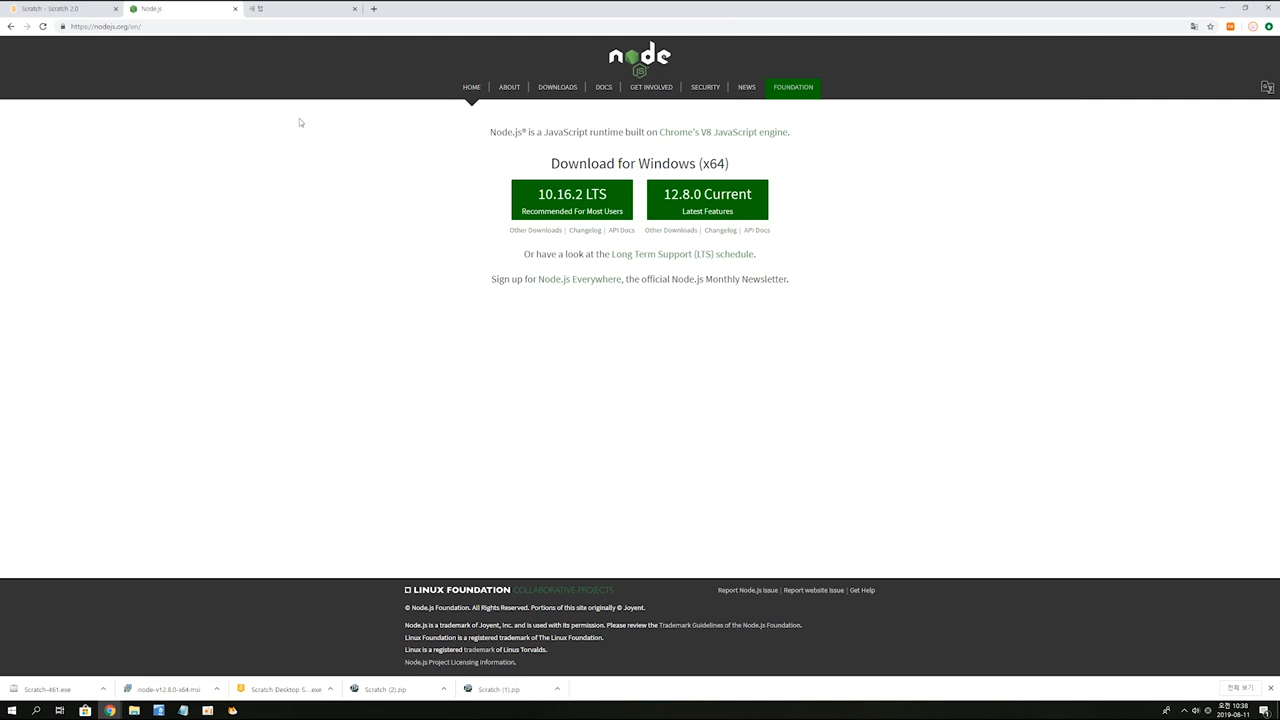 Scratch - Scratch 2.0
Node.js
새 탭
https://nodejs.org/en/
node
JS
HOME
ABOUT
DOWNLOADS
DOCS
GET INVOLVED
SECURITY
NEWS
FOUNDATION
Node.js® is a JavaScript runtime built on Chrome's V8 JavaScript engine.
Download for Windows (x64)
10.16.2 LTS
Recommended For Most Users
12.8.0 Current
Latest Features
Other Downloads | Changelog | API Docs
Other Downloads | Changelog | API Docs
Or have a look at the Long Term Support (LTS) schedule.
Sign up for Node.js Everywhere, the official Node.js Monthly Newsletter.
LINUX FOUNDATION COLLABORATIVE PROJECTS
Report Node.js issue | Report website issue | Get Help
© Node.js Foundation. All Rights Reserved. Portions of this site originally © Joyent.
Node.js is a trademark of Joyent, Inc. and is used with its permission. Please review the Trademark Guidelines of the Node.js Foundation.
Linux Foundation is a registered trademark of The Linux Foundation.
Linux is a registered trademark of Linus Torvalds.
Node.js Project Licensing Information.
Scratch-461.exe
node-v12.8.0-x64.msi
Scratch Desktop S....exe
Scratch (2).zip
Scratch (1).zip
전체 보기
오전 10:38
2019-08-11